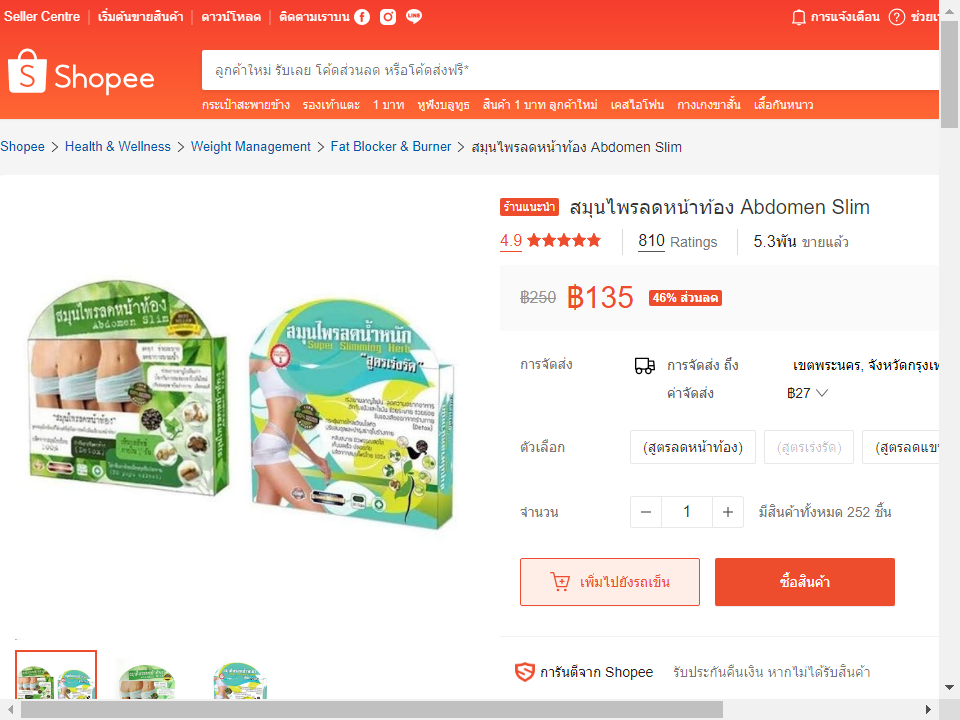 Seller Centre เริ่มต้นขายสินค้า ดาวน์โหลด ติดตามเราบน การแจ้งเตือน ช่วยเ
Shopee
ลูกค้าใหม่ รับเลย โค้ดส่วนลด หรือโค้ดส่งฟรี*
กระเป๋าสะพายข้าง รองเท้าแตะ 1 บาท หูฟังบลูทูธ สินค้า 1 บาท ลูกค้าใหม่ เคสไอโฟน กางเกงขาสั้น เสื้อกันหนาว
Shopee > Health & Wellness > Weight Management > Fat Blocker & Burner > สมุนไพรลดหน้าท้อง Abdomen Slim
ร้านแนะนำ สมุนไพรลดหน้าท้อง Abdomen Slim
4.9 810 Ratings 5.3พัน ขายแล้ว
฿250 ฿135 46% ส่วนลด
การจัดส่ง การจัดส่ง ถึง เขตพระนคร, จังหวัดกรุงเท
ค่าจัดส่ง ฿27
ตัวเลือก (สูตรลดหน้าท้อง) (สูตรเร่งรัด) (สูตรลดแข
จำนวน − 1 + มีสินค้าทั้งหมด 252 ชิ้น
เพิ่มไปยังรถเข็น ซื้อสินค้า
การันตีจาก Shopee รับประกันคืนเงิน หากไม่ได้รับสินค้า
สมุนไพรลดหน้าท้อง
Abdomen Slim
"สมุนไพรลดหน้าท้อง"
สมุนไพรลดน้ำหนัก
Super Slimming Herb
"สูตรเร่งรัด"